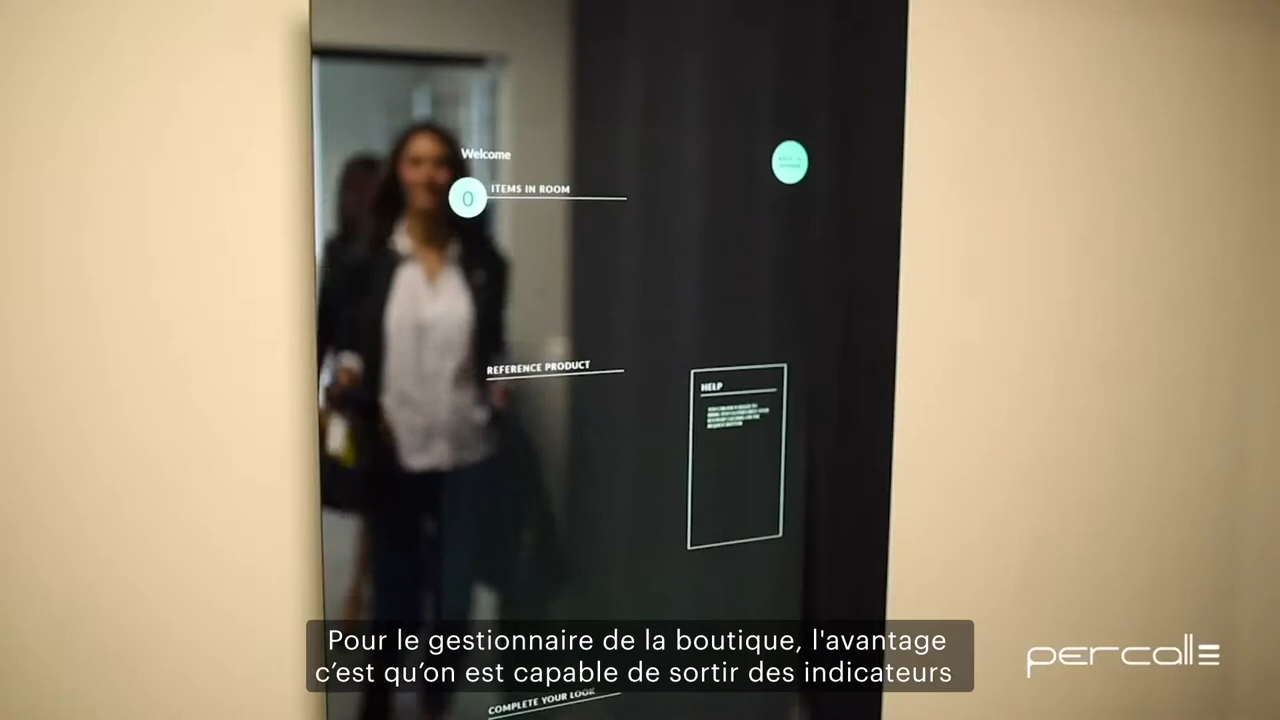 Welcome
0
ITEMS IN ROOM
REFERENCE PRODUCT
HELP
COMPLETE YOUR LOOK
Pour le gestionnaire de la boutique, l'avantage
c’est qu’on est capable de sortir des indicateurs
percall